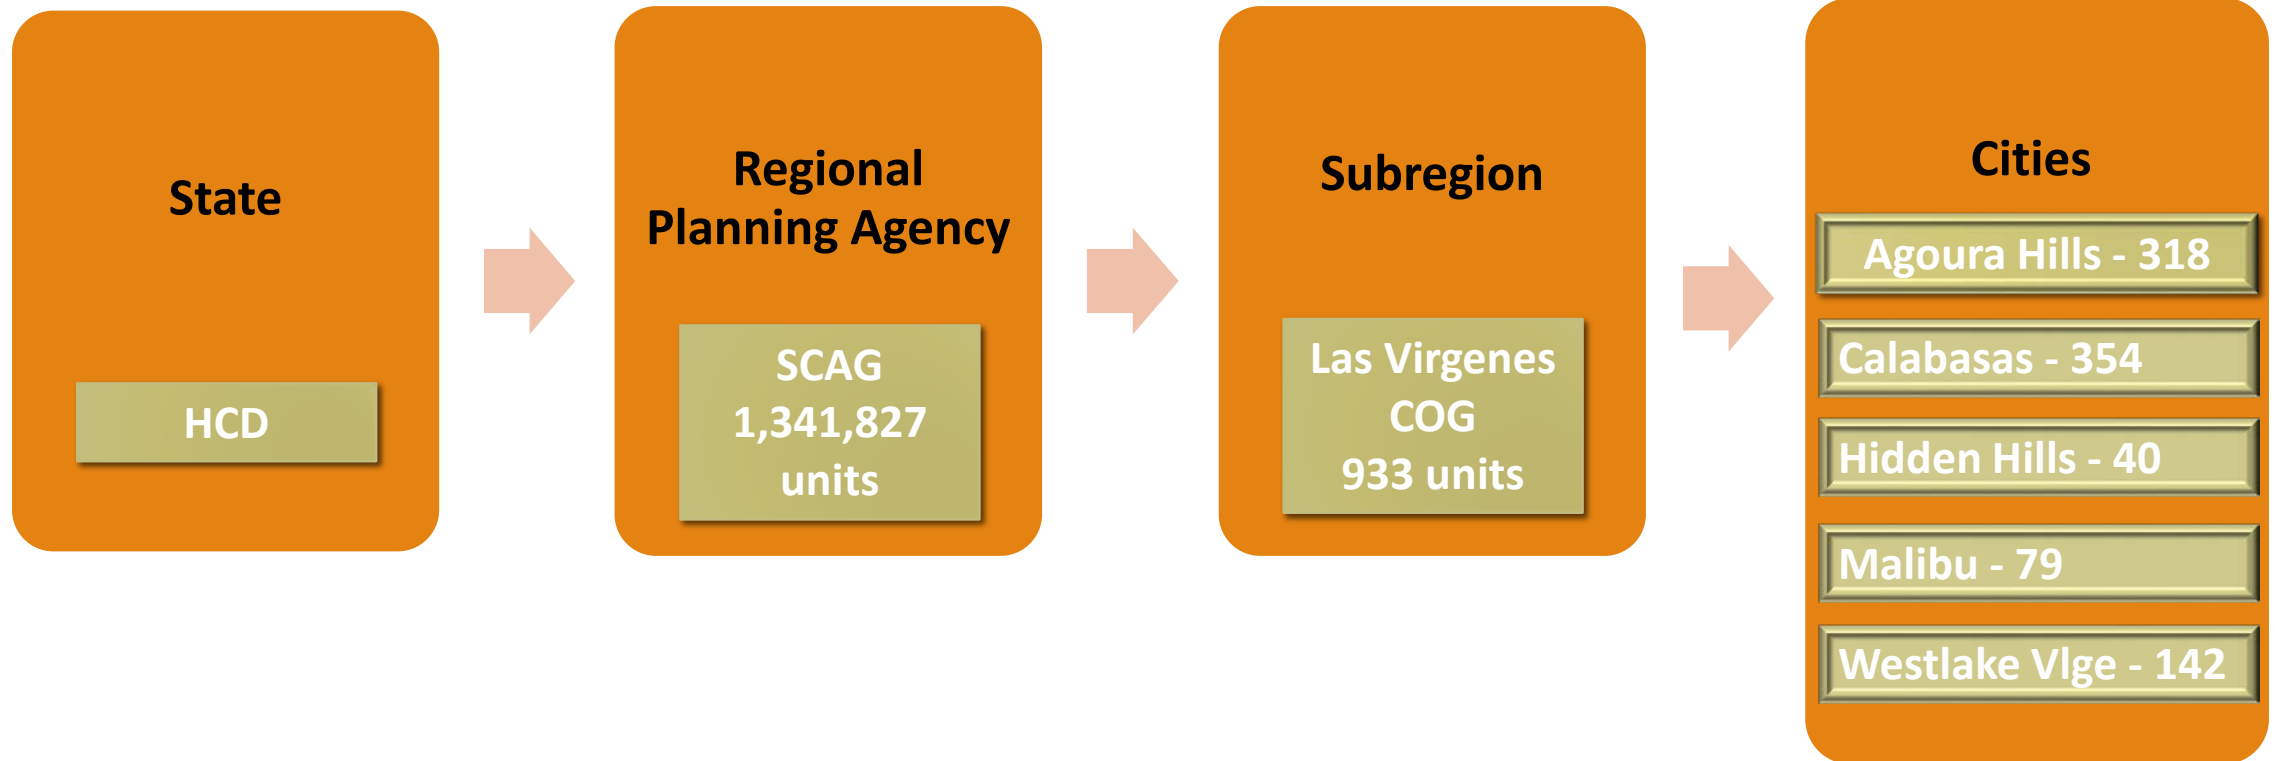 State
HCD
Regional
Planning Agency
SCAG
1,341,827
units
Subregion
Las Virgenes
COG
933 units
Cities
Agoura Hills - 318
Calabasas - 354
Hidden Hills - 40
Malibu - 79
Westlake Vlge - 142